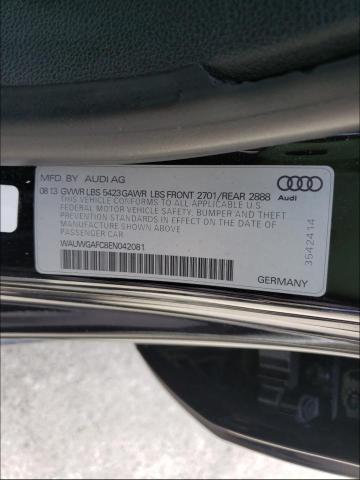 MFD. BY AUDI AG
08 13 GVWR LBS 5423 GAWR LBS FRONT 2701/REAR 2888
THIS VEHICLE CONFORMS TO ALL APPLICABLE U.S.
FEDERAL MOTOR VEHICLE SAFETY, BUMPER AND THEFT
PREVENTION STANDARDS IN EFFECT ON THE DATE OF
MANUFACTURE SHOWN ABOVE
PASSENGER CAR
WAUWGAFC8EN042081
GERMANY
Audi
3542414